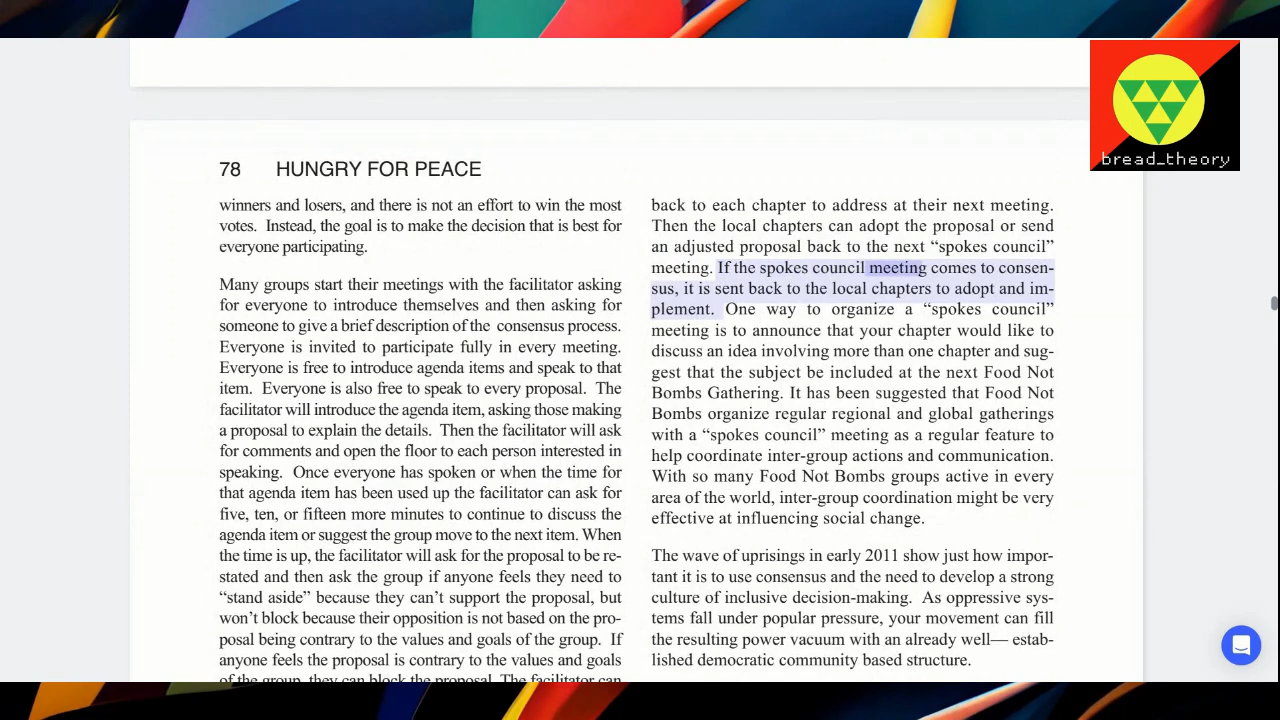 bread_theory
78 HUNGRY FOR PEACE
winners and losers, and there is not an effort to win the most
votes. Instead, the goal is to make the decision that is best for
everyone participating.
Many groups start their meetings with the facilitator asking
for everyone to introduce themselves and then asking for
someone to give a brief description of the consensus process.
Everyone is invited to participate fully in every meeting.
Everyone is free to introduce agenda items and speak to that
item. Everyone is also free to speak to every proposal. The
facilitator will introduce the agenda item, asking those making
a proposal to explain the details. Then the facilitator will ask
for comments and open the floor to each person interested in
speaking. Once everyone has spoken or when the time for
that agenda item has been used up the facilitator can ask for
five, ten, or fifteen more minutes to continue to discuss the
agenda item or suggest the group move to the next item. When
the time is up, the facilitator will ask for the proposal to be re-
stated and then ask the group if anyone feels they need to
“stand aside” because they can’t support the proposal, but
won’t block because their opposition is not based on the pro-
posal being contrary to the values and goals of the group. If
anyone feels the proposal is contrary to the values and goals
of the group, they can block the proposal. The facilitator can
back to each chapter to address at their next meeting.
Then the local chapters can adopt the proposal or send
an adjusted proposal back to the next “spokes council”
meeting. If the spokes council meeting comes to consen-
sus, it is sent back to the local chapters to adopt and im-
plement. One way to organize a “spokes council”
meeting is to announce that your chapter would like to
discuss an idea involving more than one chapter and sug-
gest that the subject be included at the next Food Not
Bombs Gathering. It has been suggested that Food Not
Bombs organize regular regional and global gatherings
with a “spokes council” meeting as a regular feature to
help coordinate inter-group actions and communication.
With so many Food Not Bombs groups active in every
area of the world, inter-group coordination might be very
effective at influencing social change.
The wave of uprisings in early 2011 show just how impor-
tant it is to use consensus and the need to develop a strong
culture of inclusive decision-making. As oppressive sys-
tems fall under popular pressure, your movement can fill
the resulting power vacuum with an already well— estab-
lished democratic community based structure.